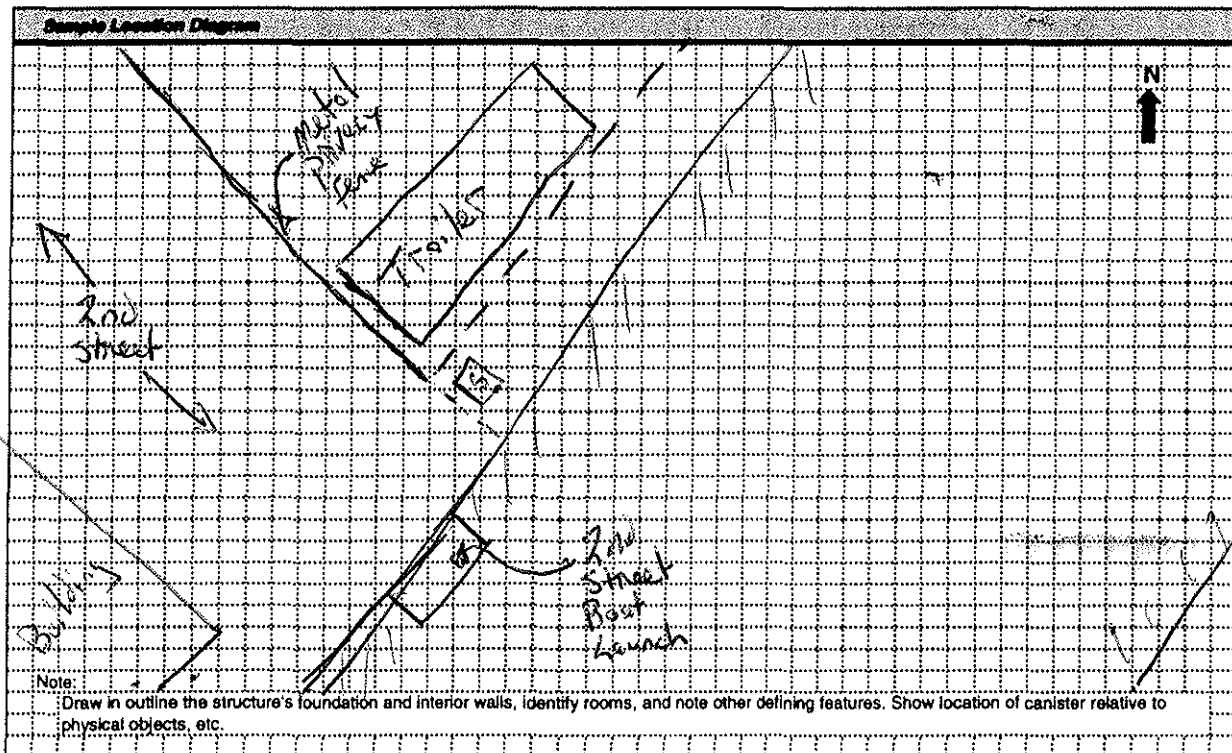 Sample Location Diagram
N
Metal
Privacy
Fence
Trailer
2nd
Street
2nd
Street
Boat
Launch
Building
Note:
Draw in outline the structure's foundation and interior walls, identify rooms, and note other defining features. Show location of canister relative to
physical objects, etc.